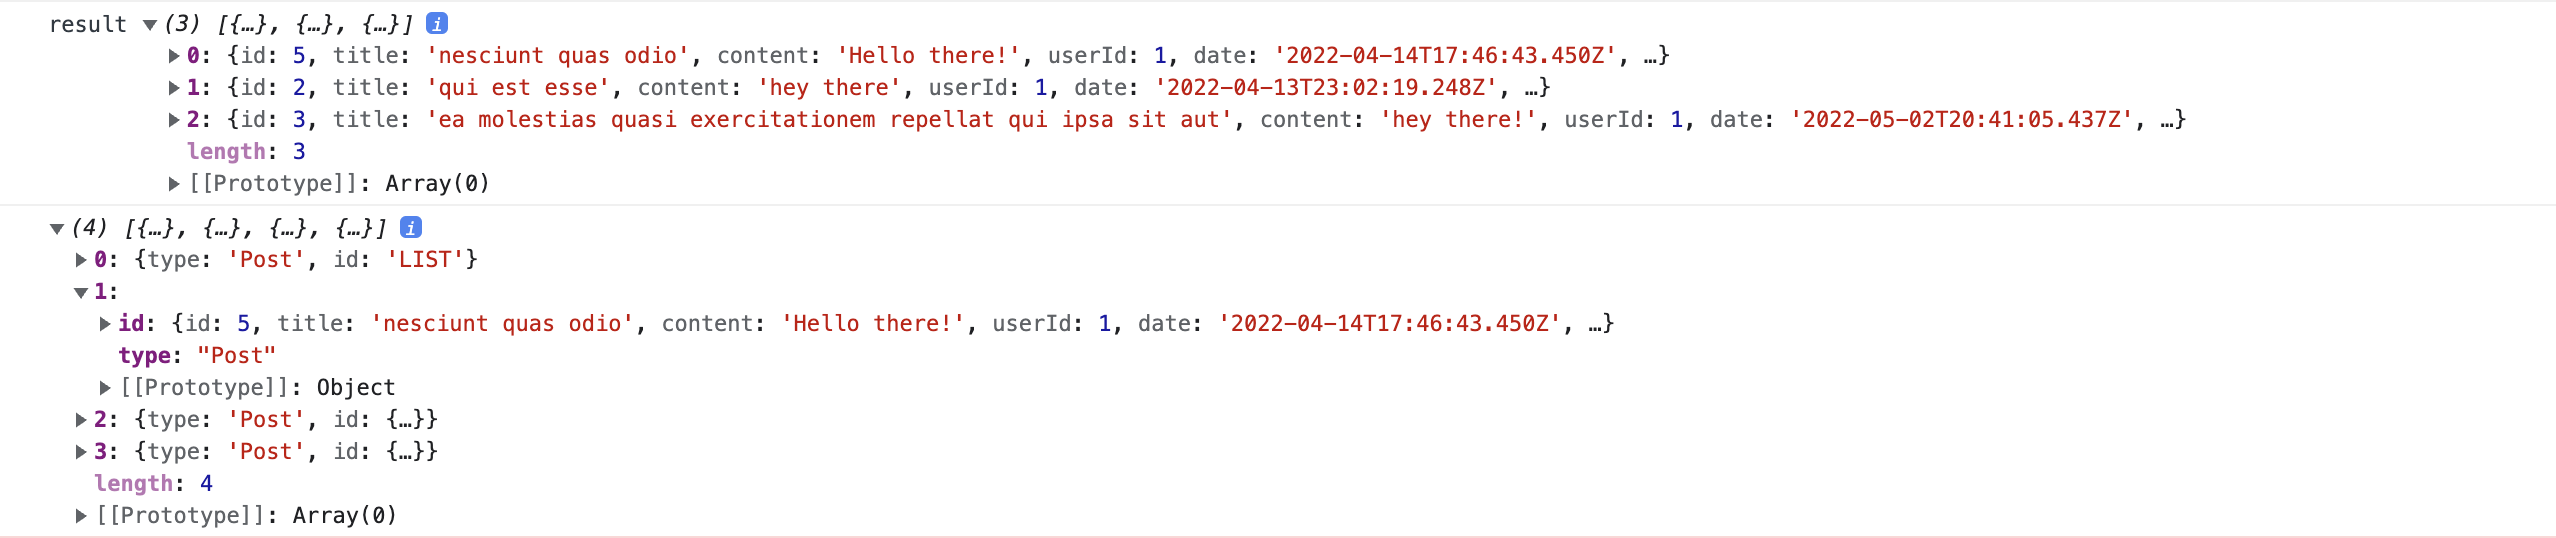 result ▼(3) [{…}, {…}, {…}] i
▶0: {id: 5, title: 'nesciunt quas odio', content: 'Hello there!', userId: 1, date: '2022-04-14T17:46:43.450Z', …}
▶1: {id: 2, title: 'qui est esse', content: 'hey there', userId: 1, date: '2022-04-13T23:02:19.248Z', …}
▶2: {id: 3, title: 'ea molestias quasi exercitationem repellat qui ipsa sit aut', content: 'hey there!', userId: 1, date: '2022-05-02T20:41:05.437Z', …}
length: 3
▶[[Prototype]]: Array(0)
▼(4) [{…}, {…}, {…}, {…}] i
▶0: {type: 'Post', id: 'LIST'}
▼1:
▶id: {id: 5, title: 'nesciunt quas odio', content: 'Hello there!', userId: 1, date: '2022-04-14T17:46:43.450Z', …}
type: "Post"
▶[[Prototype]]: Object
▶2: {type: 'Post', id: {…}}
▶3: {type: 'Post', id: {…}}
length: 4
▶[[Prototype]]: Array(0)